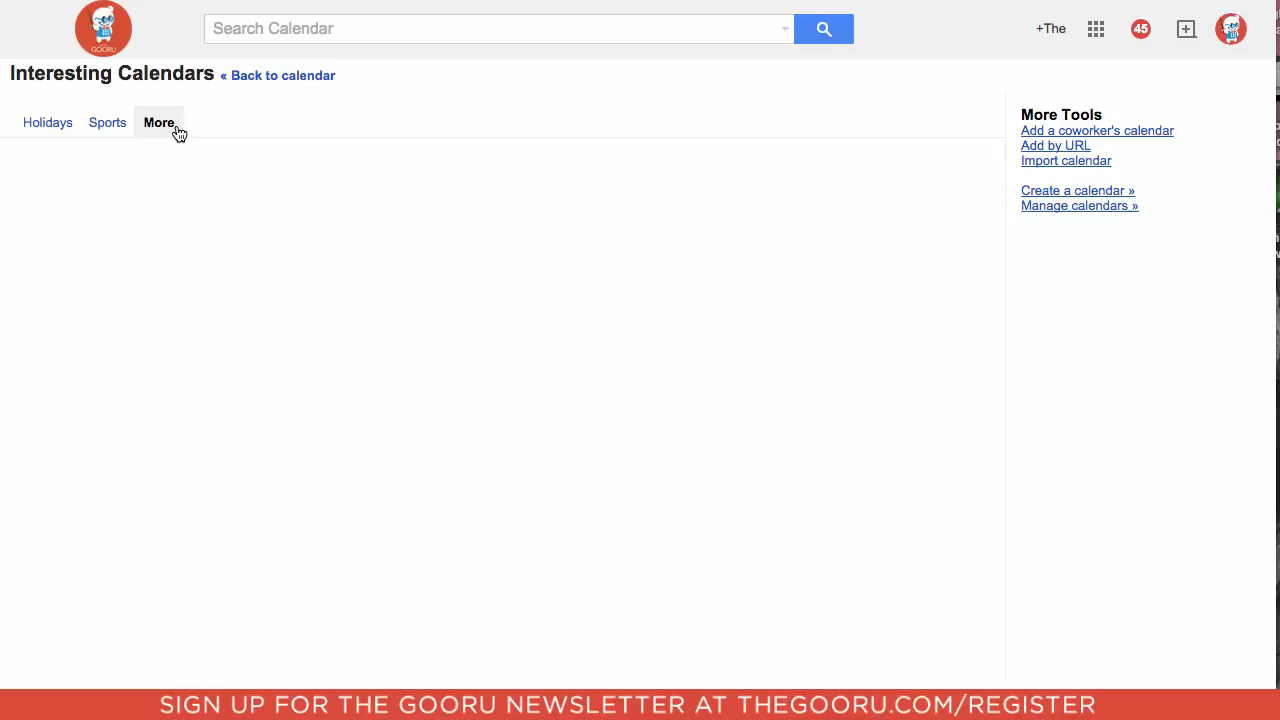 GOORU
Search Calendar
+The
45
Interesting Calendars « Back to calendar
Holidays Sports More
More Tools
Add a coworker's calendar
Add by URL
Import calendar
Create a calendar »
Manage calendars »
SIGN UP FOR THE GOORU NEWSLETTER AT THEGOORU.COM/REGISTER